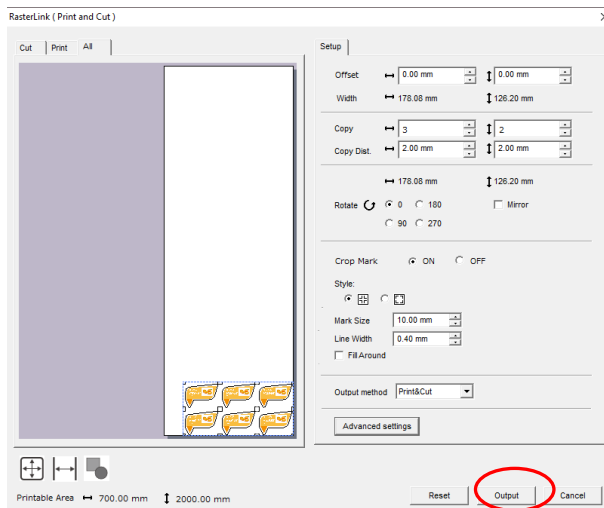 RasterLink ( Print and Cut )
Cut Print All
Setup
Offset 0.00 mm 0.00 mm
Width 178.08 mm 126.20 mm
Copy 3 2
Copy Dist. 2.00 mm 2.00 mm
178.08 mm 126.20 mm
Rotate 0 180 Mirror
90 270
Crop Mark ON OFF
Style:
Mark Size 10.00 mm
Line Width 0.40 mm
Fill Around
Output method Print&Cut
Advanced settings
Printable Area 700.00 mm 2000.00 mm
Reset Output Cancel